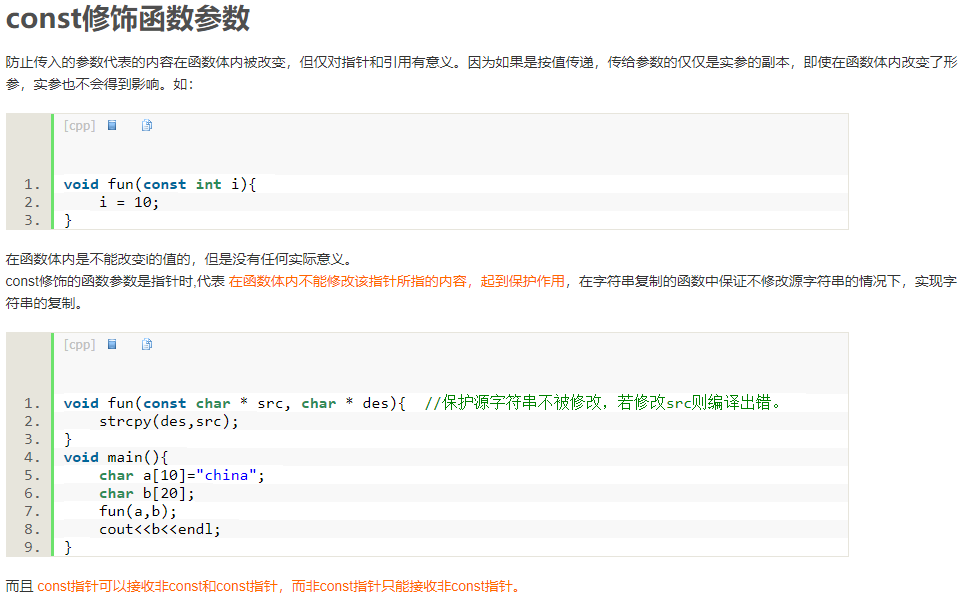 const修饰函数参数
防止传入的参数代表的内容在函数体内被改变，但仅对指针和引用有意义。因为如果是按值传递，传给参数的仅仅是实参的副本，即使在函数体内改变了形
参，实参也不会得到影响。如：
[cpp]
1. void fun(const int i){
2.     i = 10;
3. }
在函数体内是不能改变i的值的，但是没有任何实际意义。
const修饰的函数参数是指针时,代表 在函数体内不能修改该指针所指的内容，起到保护作用，在字符串复制的函数中保证不修改源字符串的情况下，实现字
符串的复制。
[cpp]
1. void fun(const char * src, char * des){  //保护源字符串不被修改，若修改src则编译出错。
2.     strcpy(des,src);
3. }
4. void main(){
5.     char a[10]="china";
6.     char b[20];
7.     fun(a,b);
8.     cout<<b<<endl;
9. }
而且 const指针可以接收非const和const指针，而非const指针只能接收非const指针。